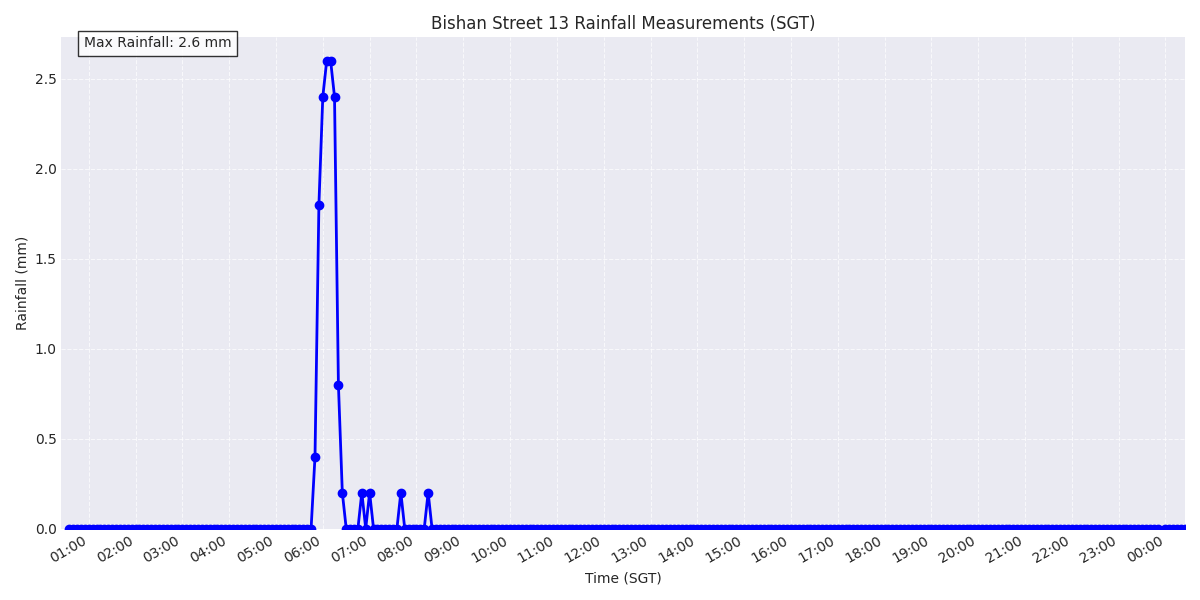 Bishan Street 13 Rainfall Measurements (SGT)
Max Rainfall: 2.6 mm
Rainfall (mm)
2.5
2.0
1.5
1.0
0.5
0.0
01:00 02:00 03:00 04:00 05:00 06:00 07:00 08:00 09:00 10:00 11:00 12:00 13:00 14:00 15:00 16:00 17:00 18:00 19:00 20:00 21:00 22:00 23:00 00:00
Time (SGT)